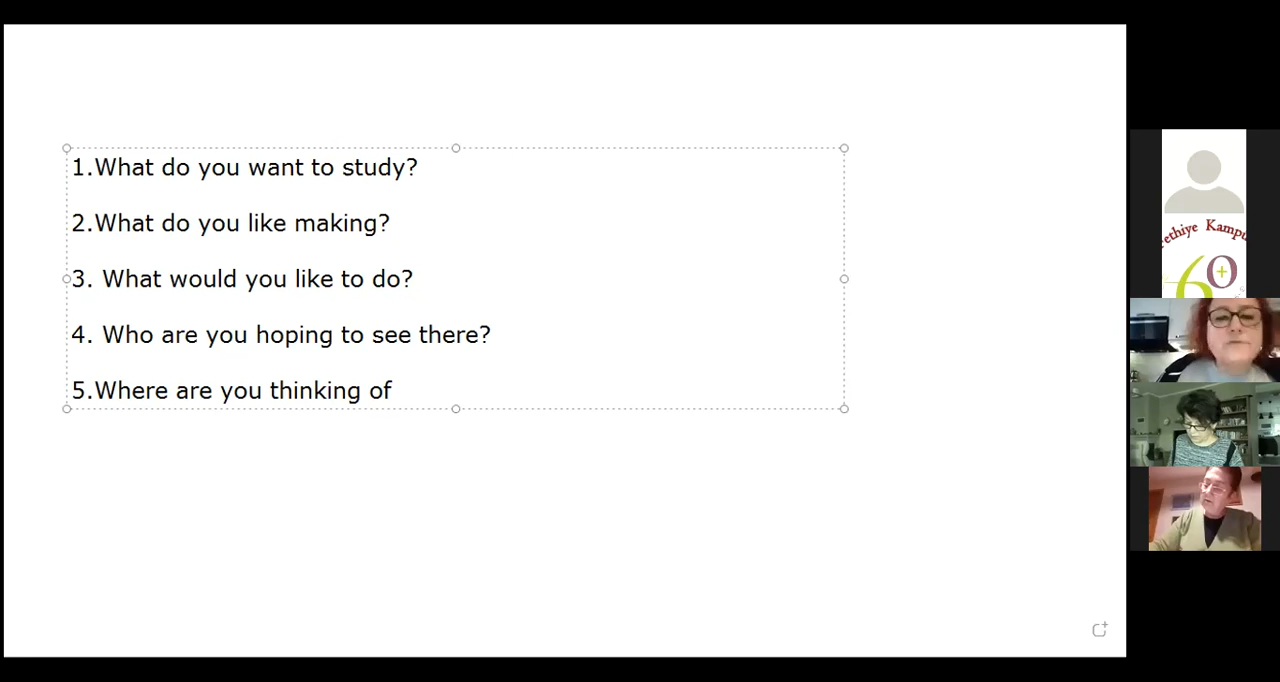 1.What do you want to study?
2.What do you like making?
3. What would you like to do?
4. Who are you hoping to see there?
5.Where are you thinking of
60+